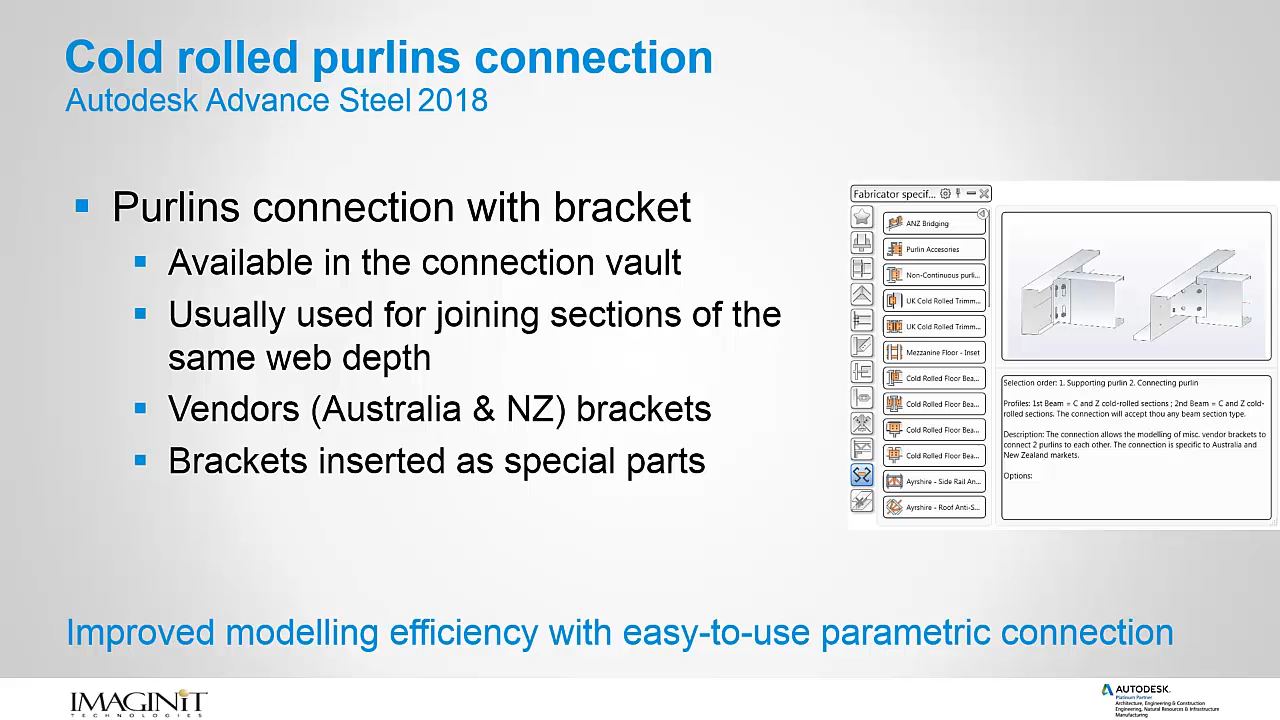 Cold rolled purlins connection
Autodesk Advance Steel 2018
Purlins connection with bracket
Available in the connection vault
Usually used for joining sections of the
same web depth
Vendors (Australia & NZ) brackets
Brackets inserted as special parts
Fabricator specif...
ANZ Bridging
Purlin Accesories
Non-Continuous purli...
UK Cold Rolled Trimm...
UK Cold Rolled Trimm...
Mezzanine Floor - Inset
Cold Rolled Floor Bea...
Cold Rolled Floor Bea...
Cold Rolled Floor Bea...
Cold Rolled Floor Bea...
Ayrshire - Side Rail An...
Ayrshire - Roof Anti-S...
Selection order: 1. Supporting purlin 2. Connecting purlin
Profiles: 1st Beam = C and Z cold-rolled sections ; 2nd Beam = C and Z cold-
rolled sections. The connection will accept thou any beam section type.
Description: The connection allows the modelling of misc. vendor brackets to
connect 2 purlins to each other. The connection is specific to Australia and
New Zealand markets.
Options:
Improved modelling efficiency with easy-to-use parametric connection
IMAGINiT
TECHNOLOGIES
AUTODESK.
Platinum Partner
Architecture, Engineering & Construction
Engineering, Natural Resources & Infrastructure
Manufacturing